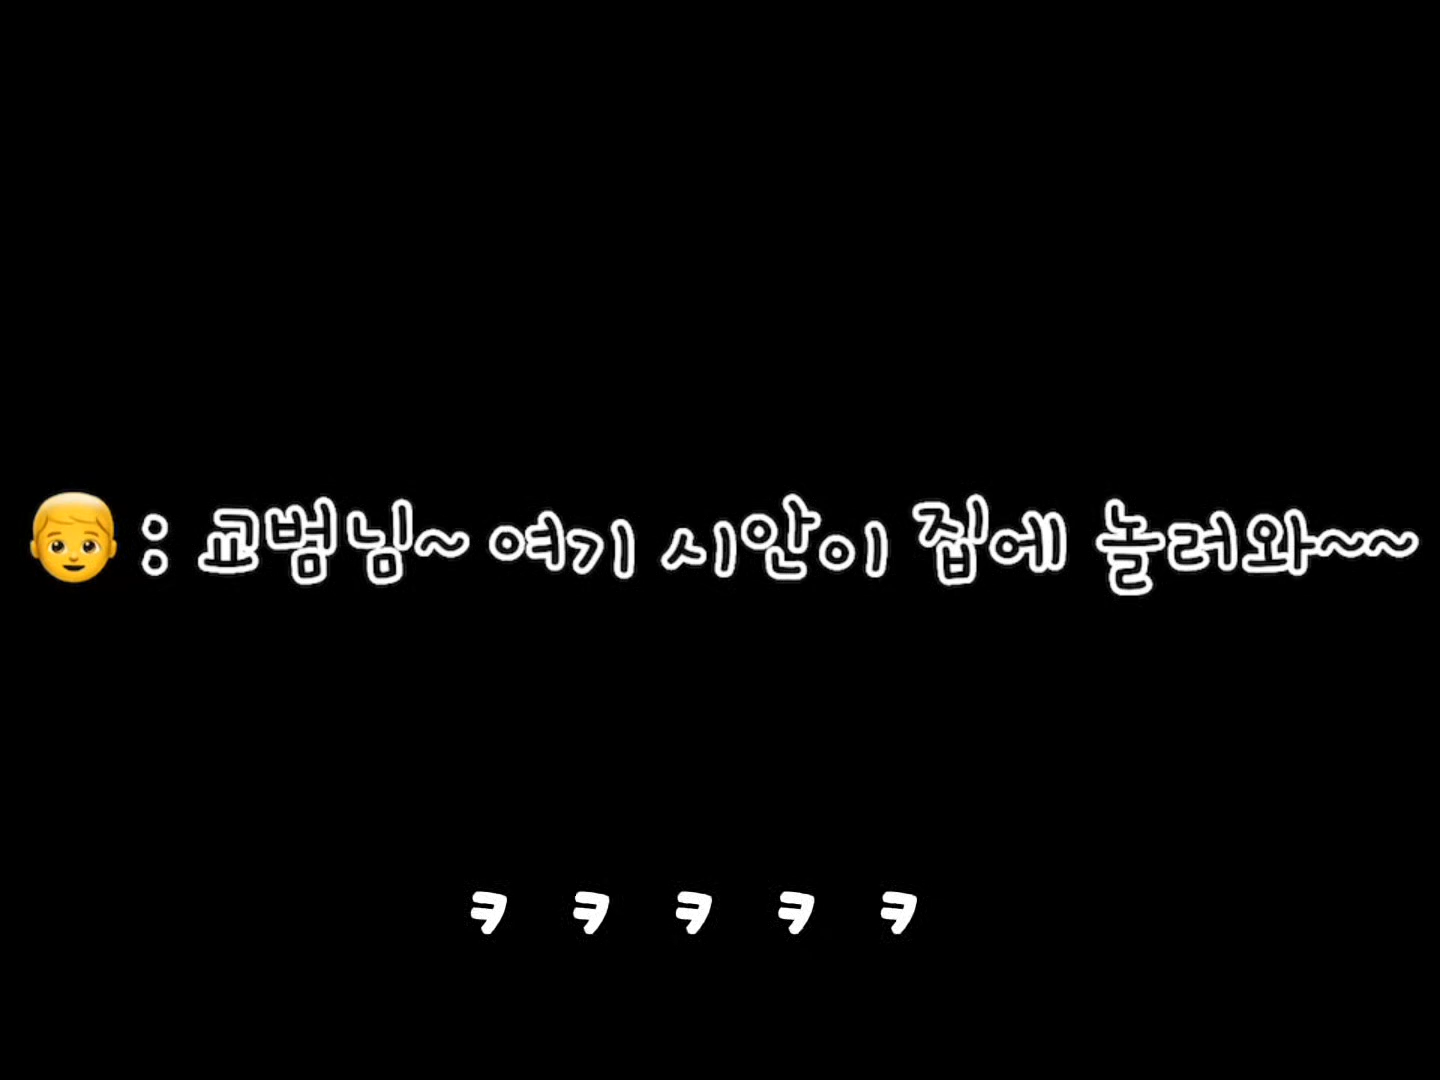 👦: 교범님~ 여기 시안이 집에 놀러와~~
ㅋ ㅋ ㅋ ㅋ ㅋ